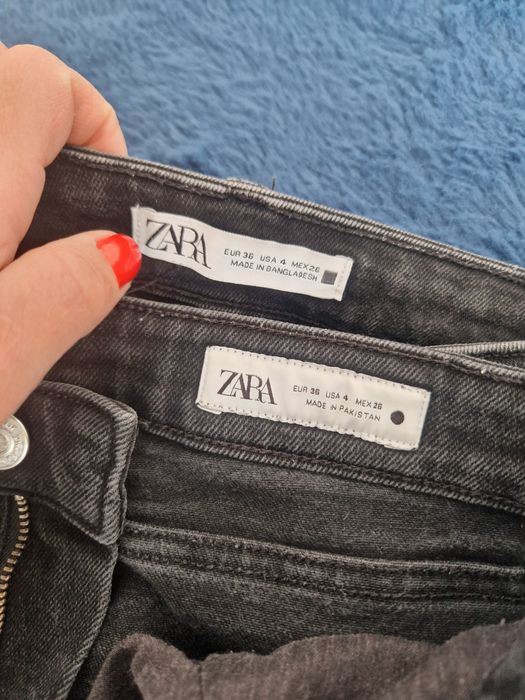 ZARA
EUR 36 USA 4 MEX 26
MADE IN BANGLADESH
ZARA
EUR 36 USA 4 MEX 26
MADE IN PAKISTAN